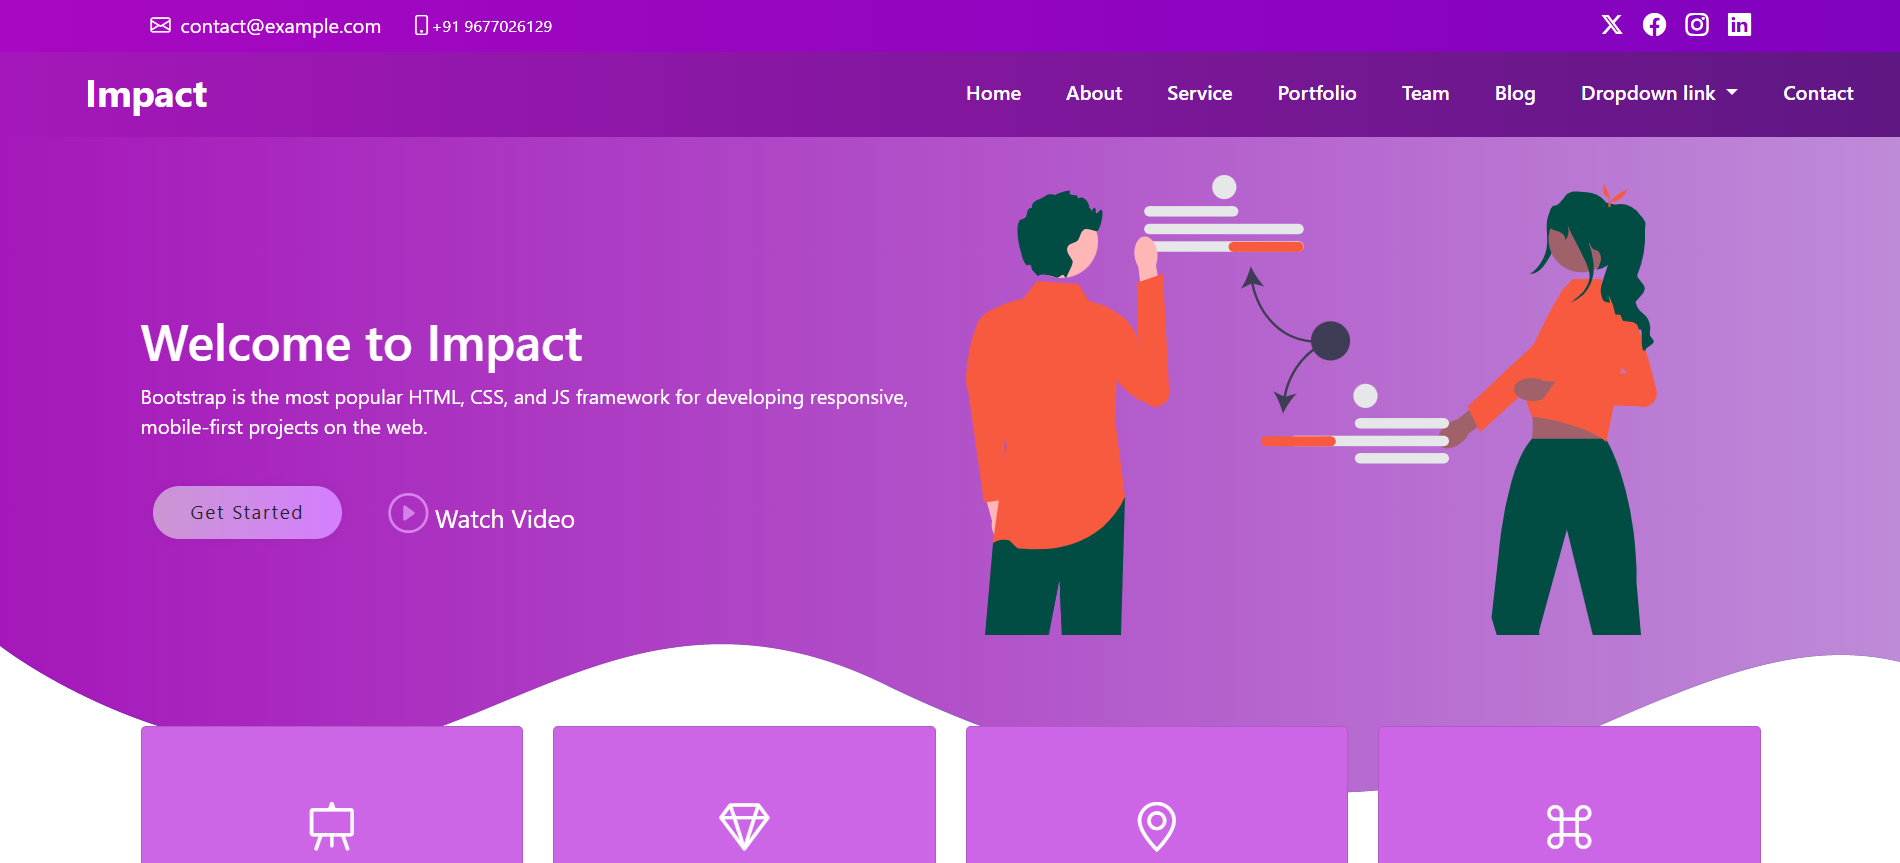 contact@example.com
+91 9677026129
Impact
Home
About
Service
Portfolio
Team
Blog
Dropdown link
Contact
Welcome to Impact
Bootstrap is the most popular HTML, CSS, and JS framework for developing responsive,
mobile-first projects on the web.
Get Started
Watch Video